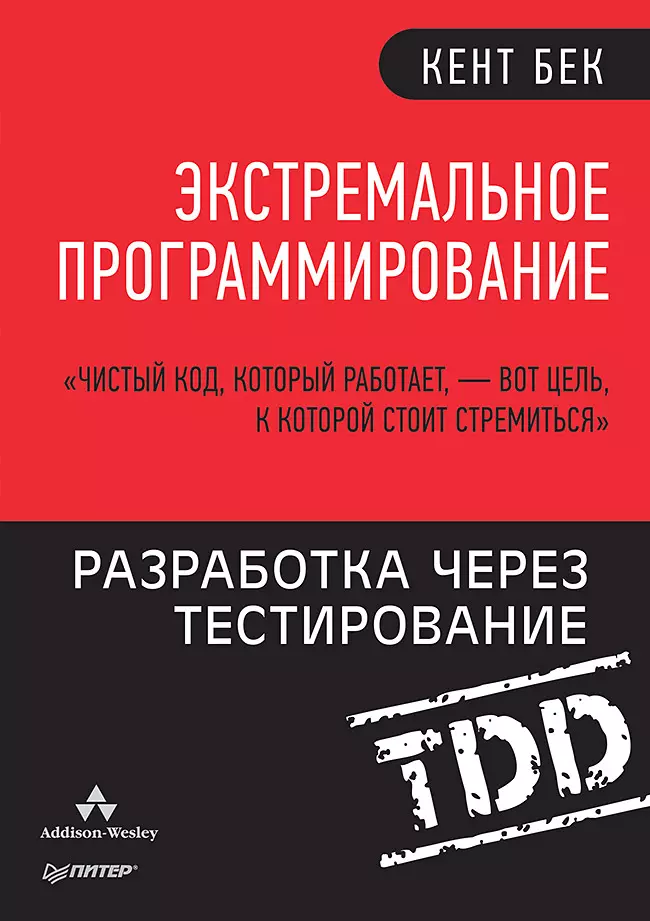 КЕНТ БЕК
ЭКСТРЕМАЛЬНОЕ
ПРОГРАММИРОВАНИЕ
«ЧИСТЫЙ КОД, КОТОРЫЙ РАБОТАЕТ, — ВОТ ЦЕЛЬ,
К КОТОРОЙ СТОИТ СТРЕМИТЬСЯ»
РАЗРАБОТКА ЧЕРЕЗ
ТЕСТИРОВАНИЕ
TDD
Addison-Wesley
ПИТЕР®